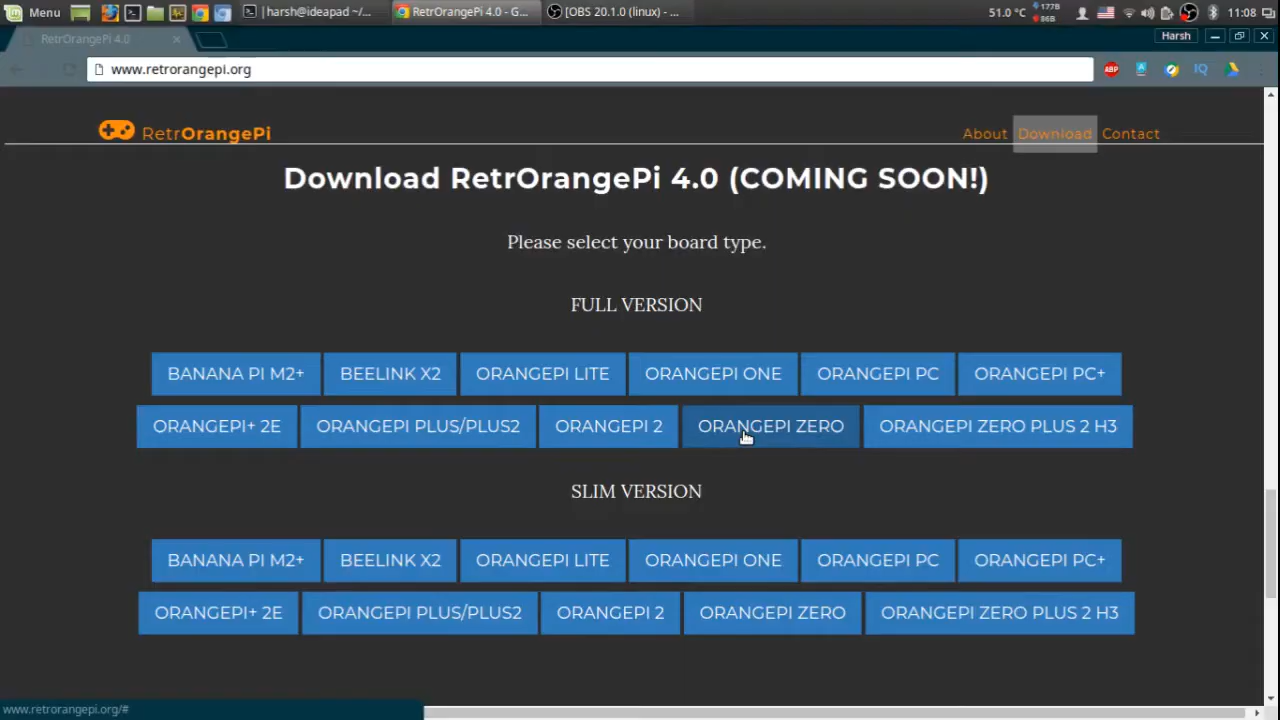 Menu
|harsh@ideapad ~/...
RetrOrangePi 4.0 - G...
[OBS 20.1.0 (linux) - ...
51.0 °C
177B
86B
11:08
RetrOrangePi 4.0
Harsh
www.retrorangepi.org
ABP
IQ
RetrOrangePi
About
Download
Contact
Download RetrOrangePi 4.0 (COMING SOON!)
Please select your board type.
FULL VERSION
BANANA PI M2+
BEELINK X2
ORANGEPI LITE
ORANGEPI ONE
ORANGEPI PC
ORANGEPI PC+
ORANGEPI+ 2E
ORANGEPI PLUS/PLUS2
ORANGEPI 2
ORANGEPI ZERO
ORANGEPI ZERO PLUS 2 H3
SLIM VERSION
BANANA PI M2+
BEELINK X2
ORANGEPI LITE
ORANGEPI ONE
ORANGEPI PC
ORANGEPI PC+
ORANGEPI+ 2E
ORANGEPI PLUS/PLUS2
ORANGEPI 2
ORANGEPI ZERO
ORANGEPI ZERO PLUS 2 H3
www.retrorangepi.org/#